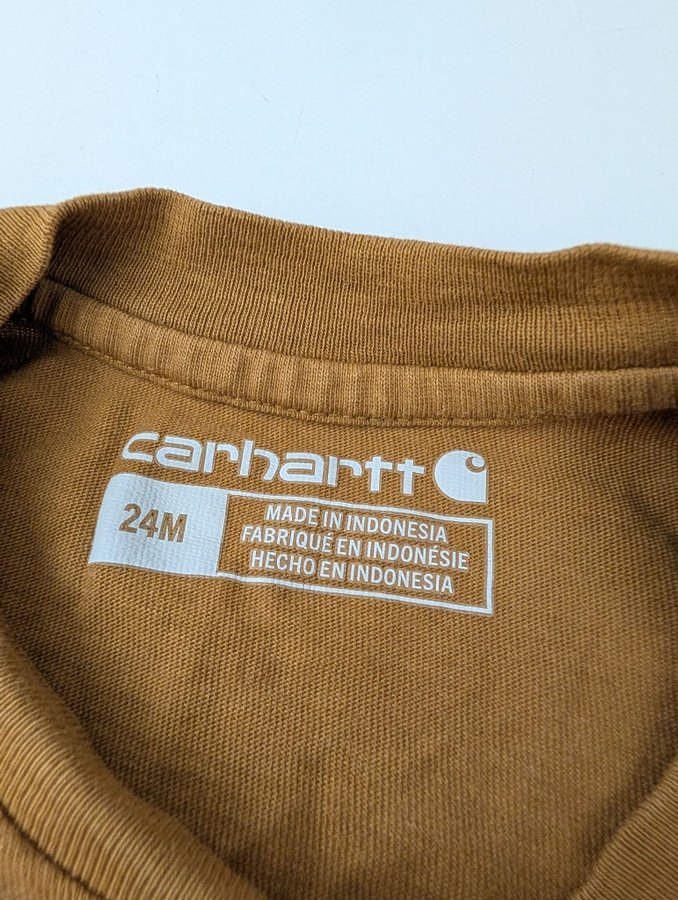 carhartt
24M
MADE IN INDONESIA
FABRIQUÉ EN INDONÉSIE
HECHO EN INDONESIA